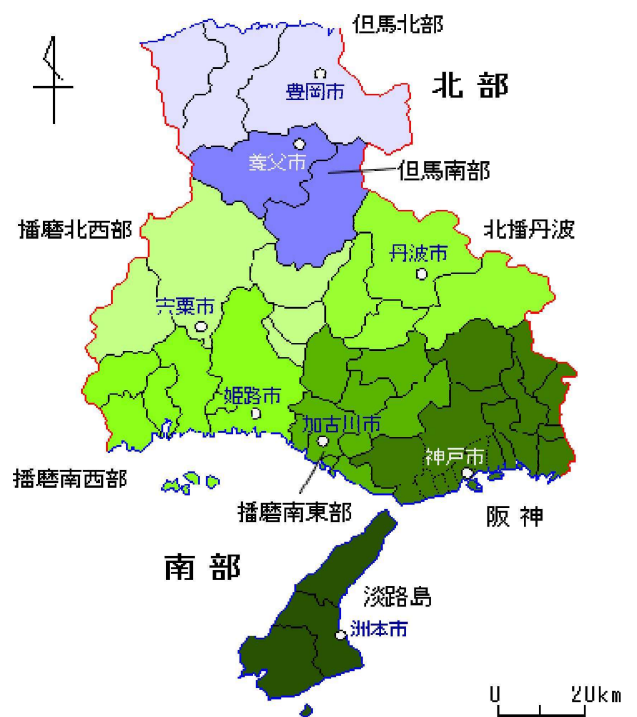 但馬北部
北部
豊岡市
養父市
但馬南部
播磨北西部
北播丹波
丹波市
宍粟市
姫路市
加古川市
神戸市
播磨南西部
播磨南東部
阪神
南部
淡路島
洲本市
0 20km